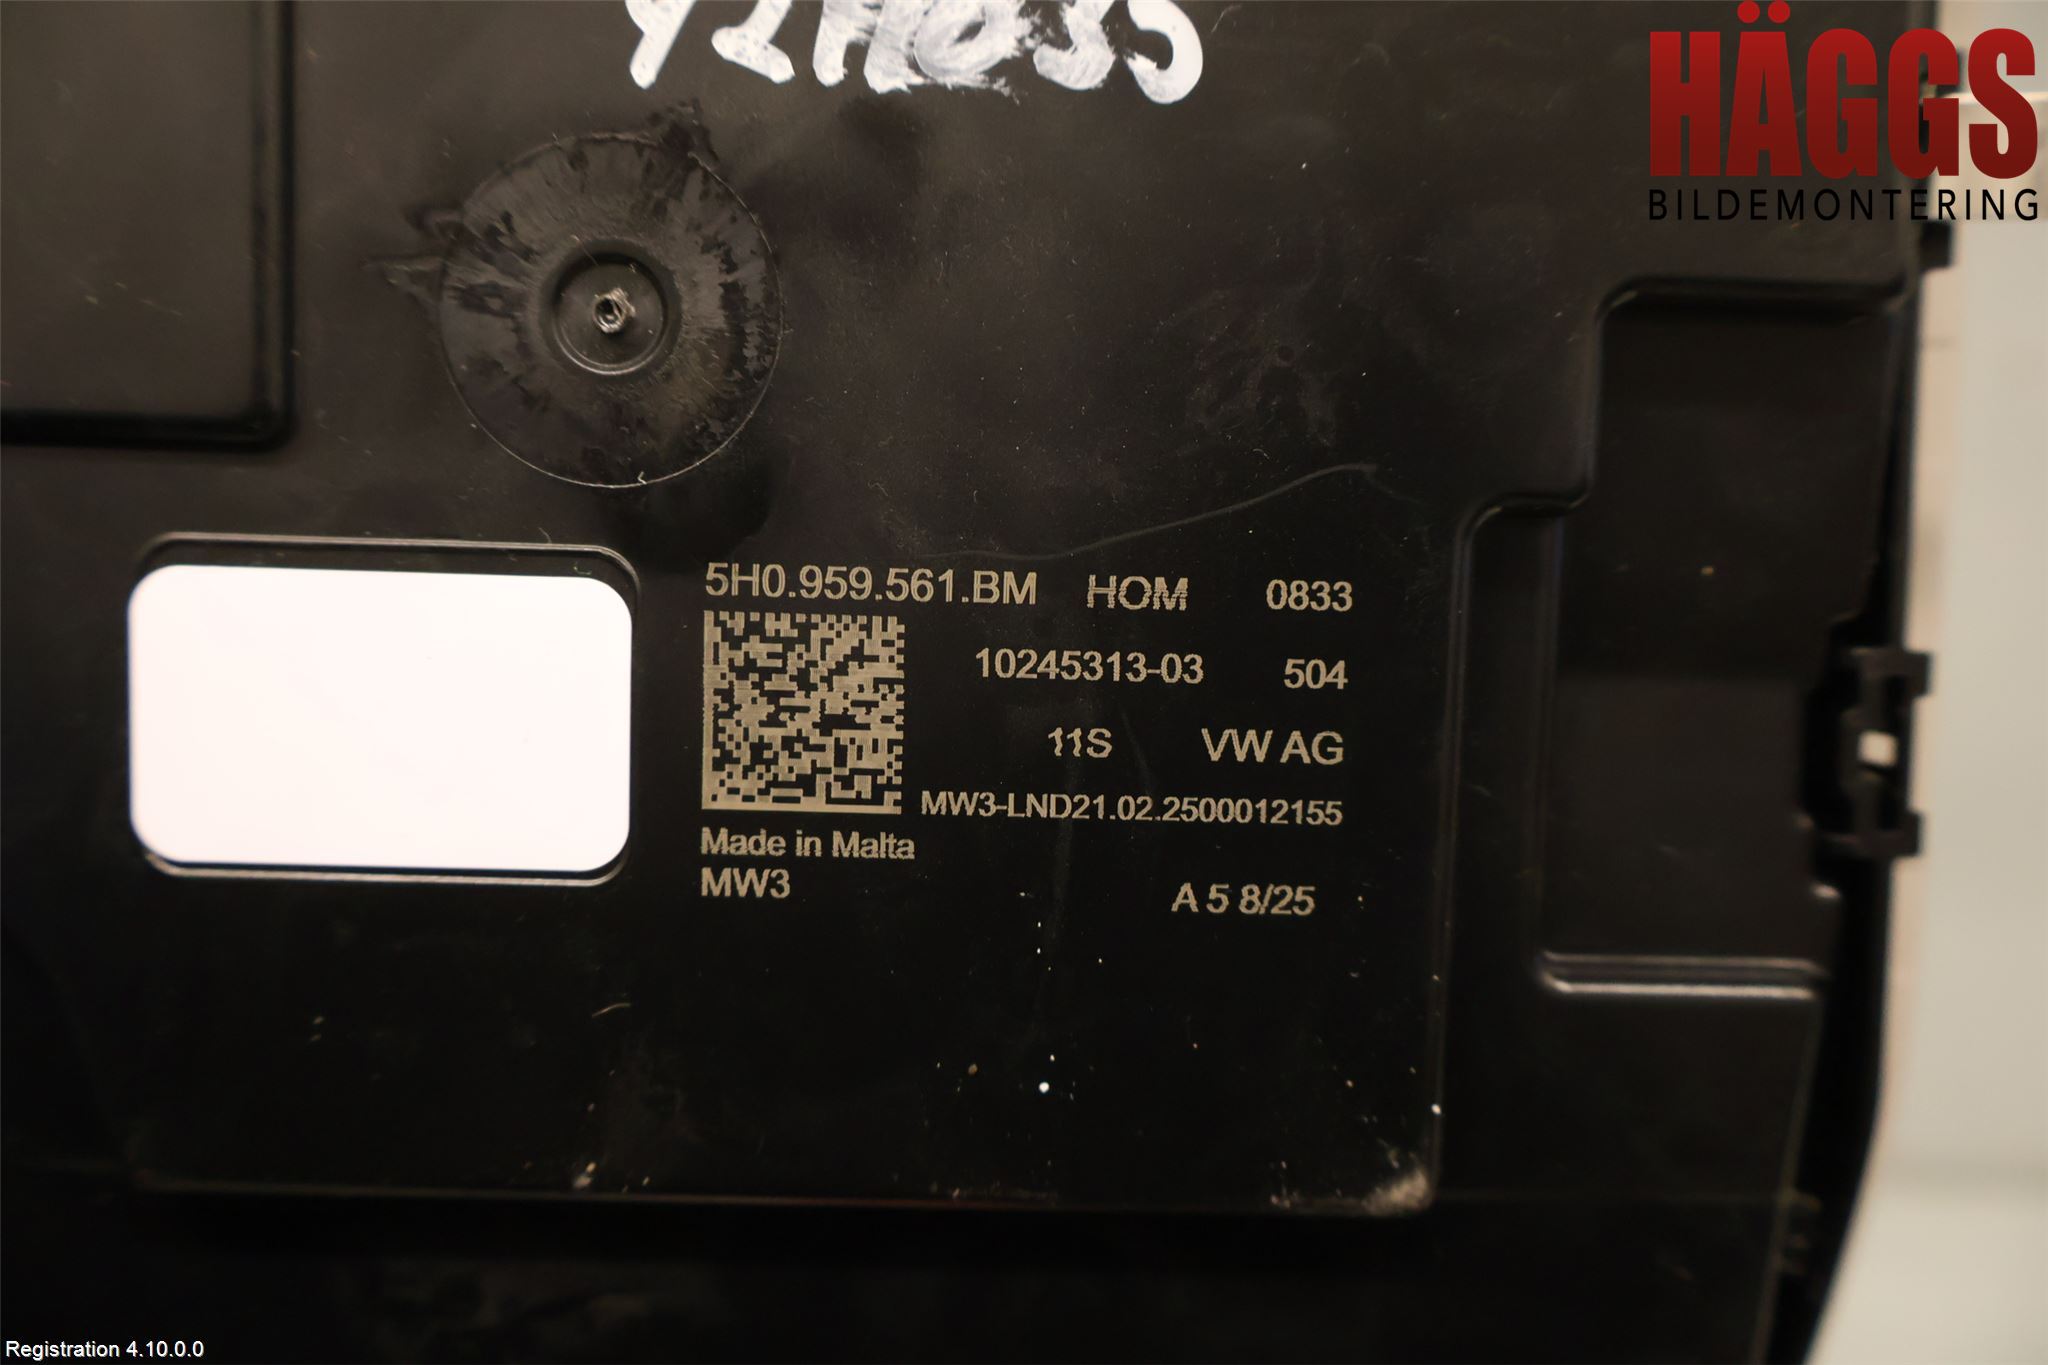 HÄGGS
BILDEMONTERING
5H0.959.561.BM HOM 0833
10245313-03 504
11S VW AG
MW3-LND21.02.2500012155
Made in Malta
MW3 A 5 8/25
Registration 4.10.0.0